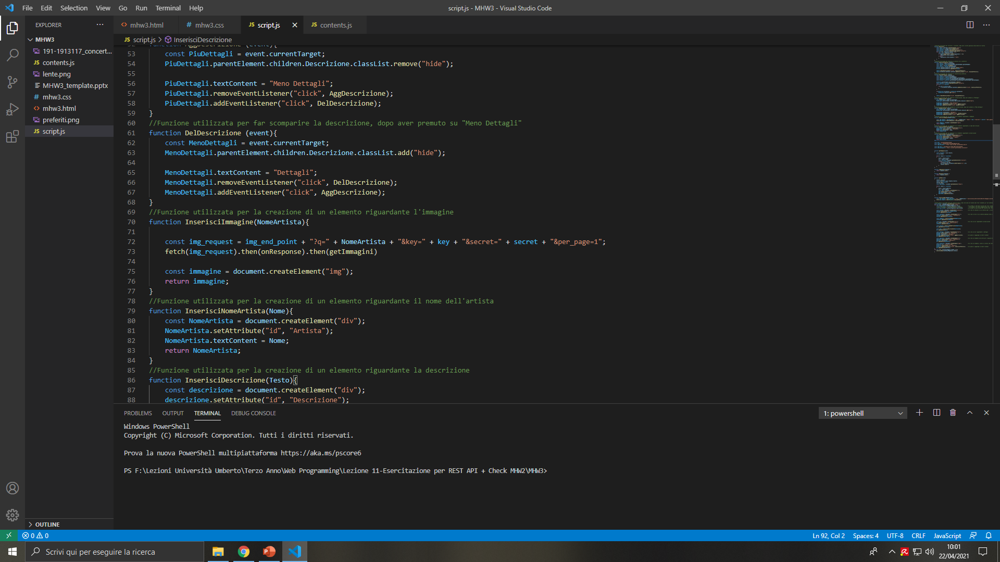 File Edit Selection View Go Run Terminal Help
script.js - MHW3 - Visual Studio Code
EXPLORER
MHW3
191-1913117_concert...
JS contents.js
lente.png
MHW3_template.pptx
# mhw3.css
<> mhw3.html
preferiti.png
JS script.js
OUTLINE
<> mhw3.html
# mhw3.css
JS script.js
JS contents.js
JS script.js > InserisciDescrizione
52 function AggDescrizione (event){
53 const PiuDettagli = event.currentTarget;
54 PiuDettagli.parentElement.children.Descrizione.classList.remove("hide");
55
56 PiuDettagli.textContent = "Meno Dettagli";
57 PiuDettagli.removeEventListener("click", AggDescrizione);
58 PiuDettagli.addEventListener("click", DelDescrizione);
59 }
60 //Funzione utilizzata per far scomparire la descrizione, dopo aver premuto su "Meno Dettagli"
61 function DelDescrizione (event){
62 const MenoDettagli = event.currentTarget;
63 MenoDettagli.parentElement.children.Descrizione.classList.add("hide");
64
65 MenoDettagli.textContent = "Dettagli";
66 MenoDettagli.removeEventListener("click", DelDescrizione);
67 MenoDettagli.addEventListener("click", AggDescrizione);
68 }
69 //Funzione utilizzata per la creazione di un elemento riguardante l'immagine
70 function InserisciImmagine(NomeArtista){
71
72 const img_request = img_end_point + "?q=" + NomeArtista + "&key=" + key + "&secret=" + secret + "&per_page=1";
73 fetch(img_request).then(onResponse).then(getImmagini)
74
75 const immagine = document.createElement("img");
76 return immagine;
77 }
78 //Funzione utilizzata per la creazione di un elemento riguardante il nome dell'artista
79 function InserisciNomeArtista(Nome){
80 const NomeArtista = document.createElement("div");
81 NomeArtista.setAttribute("id", "Artista");
82 NomeArtista.textContent = Nome;
83 return NomeArtista;
84 }
85 //Funzione utilizzata per la creazione di un elemento riguardante la descrizione
86 function InserisciDescrizione(Testo){
87 const descrizione = document.createElement("div");
88 descrizione.setAttribute("id", "Descrizione");
PROBLEMS OUTPUT TERMINAL DEBUG CONSOLE
1: powershell
Windows PowerShell
Copyright (C) Microsoft Corporation. Tutti i diritti riservati.
Prova la nuova PowerShell multipiattaforma https://aka.ms/pscore6
PS F:\Lezioni Università Umberto\Terzo Anno\Web Programming\Lezione 11-Esercitazione per REST API + Check MHW2\MHW3>
0 0
Ln 92, Col 2 Spaces: 4 UTF-8 CRLF JavaScript
Scrivi qui per eseguire la ricerca
10:01
22/04/2021